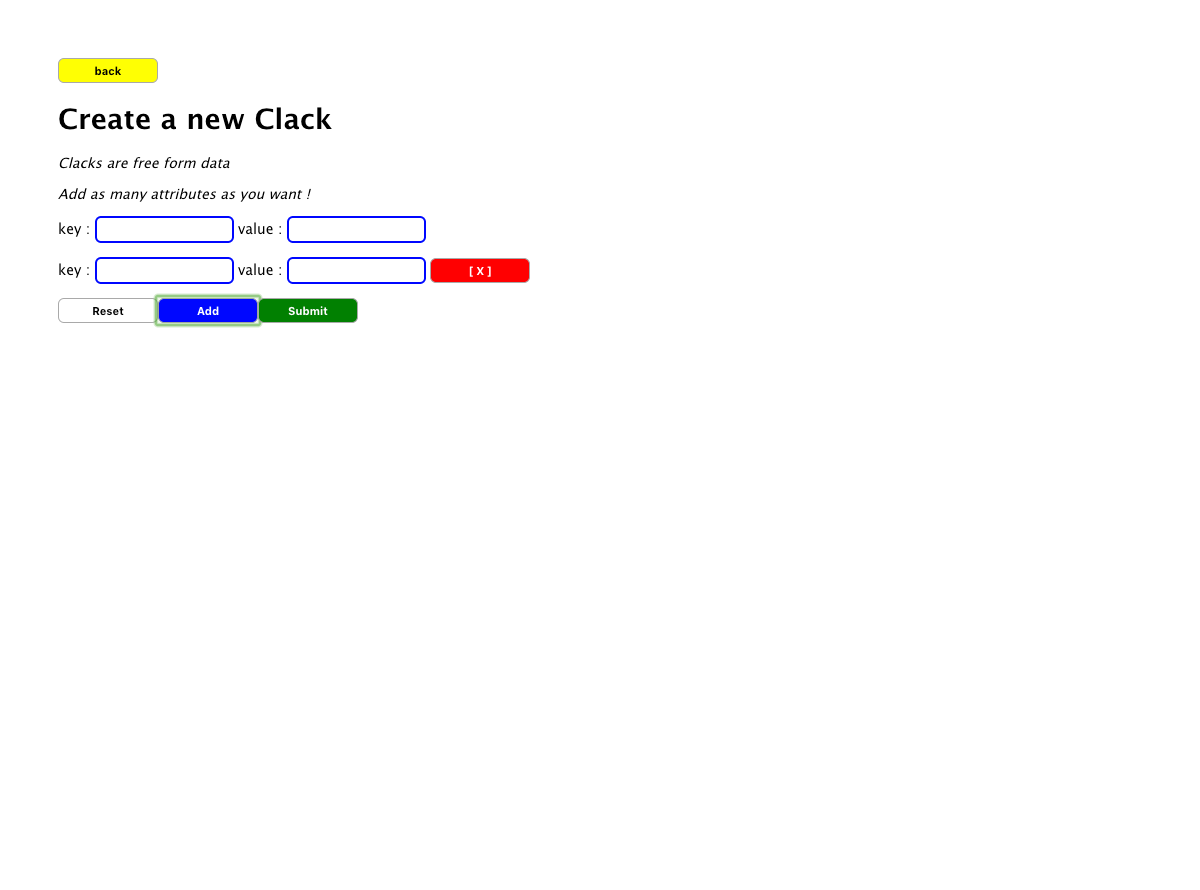 back
Create a new Clack
Clacks are free form data
Add as many attributes as you want !
key : value :
key : value : [ X ]
Reset Add Submit